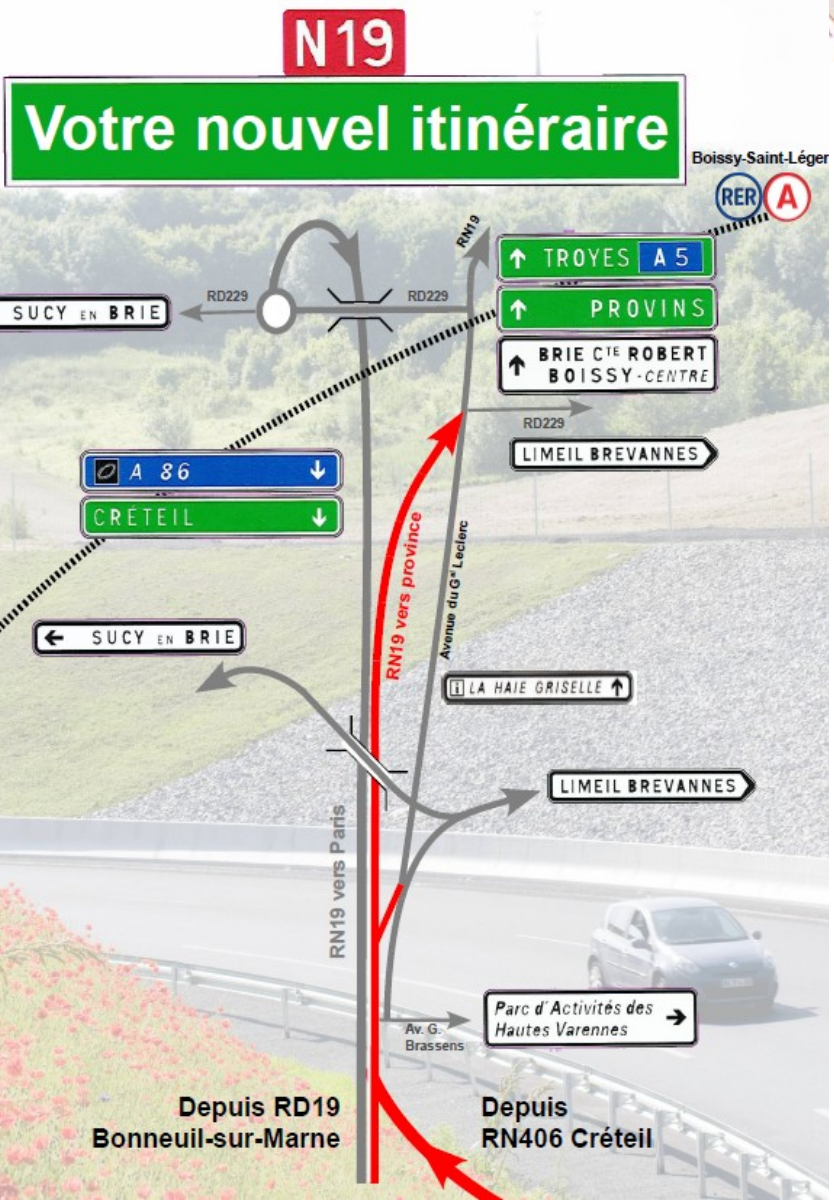 N19
Votre nouvel itinéraire
Boissy-Saint-Léger
RER A
RN19
TROYES A5
PROVINS
BRIE CTE ROBERT
BOISSY-CENTRE
RD229
RD229
SUCY EN BRIE
RD229
LIMEIL BREVANNES
A 86
CRÉTEIL
RN19 vers province
Avenue du Gal Leclerc
SUCY EN BRIE
i LA HAIE GRISELLE
LIMEIL BREVANNES
RN19 vers Paris
Parc d'Activités des
Hautes Varennes
Av. G.
Brassens
Depuis RD19
Bonneuil-sur-Marne
Depuis
RN406 Créteil